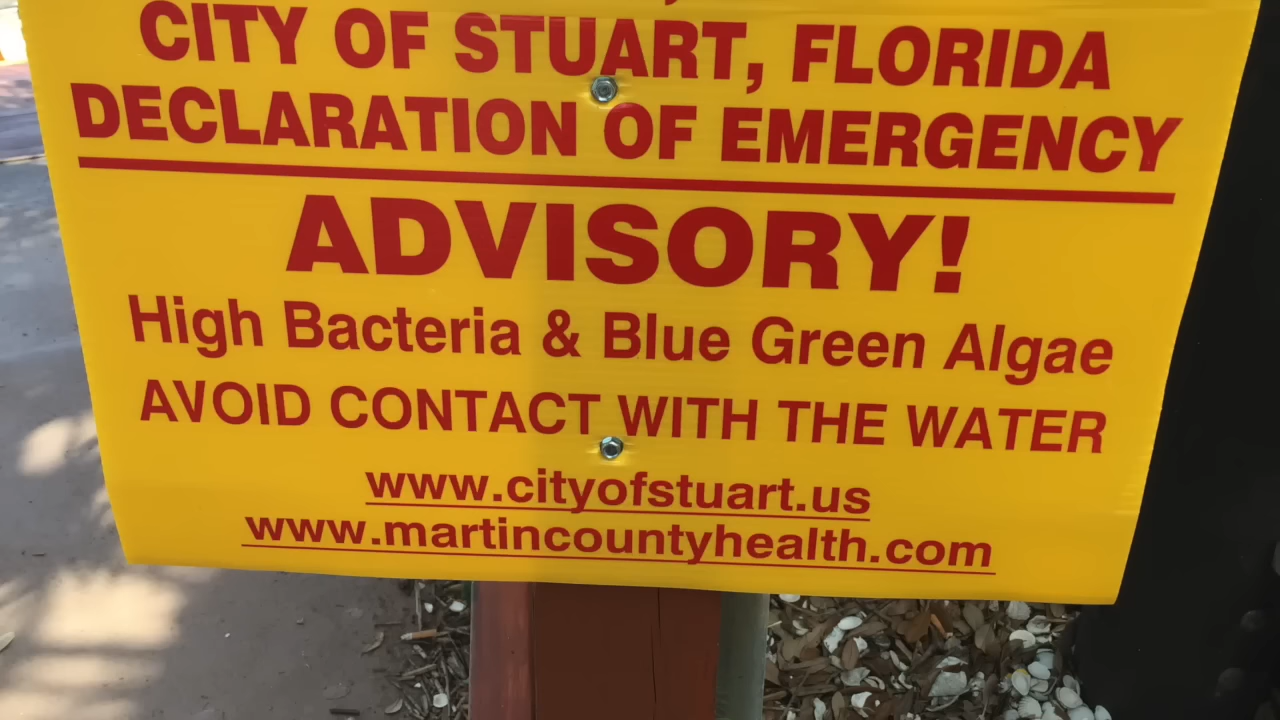 CITY OF STUART, FLORIDA
DECLARATION OF EMERGENCY
ADVISORY!
High Bacteria & Blue Green Algae
AVOID CONTACT WITH THE WATER
www.cityofstuart.us
www.martincountyhealth.com